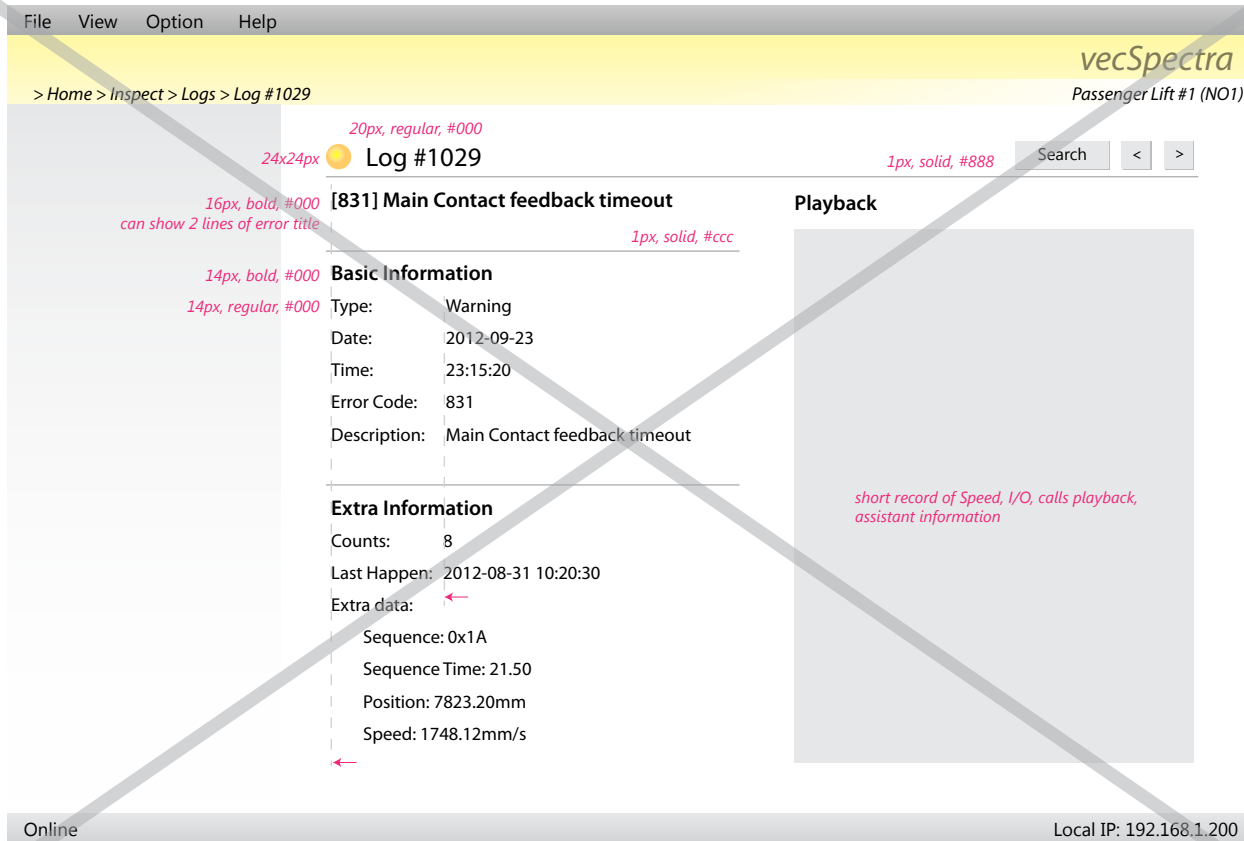 File View Option Help
vecSpectra
> Home > Inspect > Logs > Log #1029
Passenger Lift #1 (NO1)
20px, regular, #000
24x24px
Log #1029
1px, solid, #888
Search < >
16px, bold, #000
can show 2 lines of error title
[831] Main Contact feedback timeout
Playback
1px, solid, #ccc
14px, bold, #000
Basic Information
14px, regular, #000
Type: Warning
Date: 2012-09-23
Time: 23:15:20
Error Code: 831
Description: Main Contact feedback timeout
Extra Information
Counts: 8
Last Happen: 2012-08-31 10:20:30
Extra data:
Sequence: 0x1A
Sequence Time: 21.50
Position: 7823.20mm
Speed: 1748.12mm/s
short record of Speed, I/O, calls playback,
assistant information
Online
Local IP: 192.168.1.200